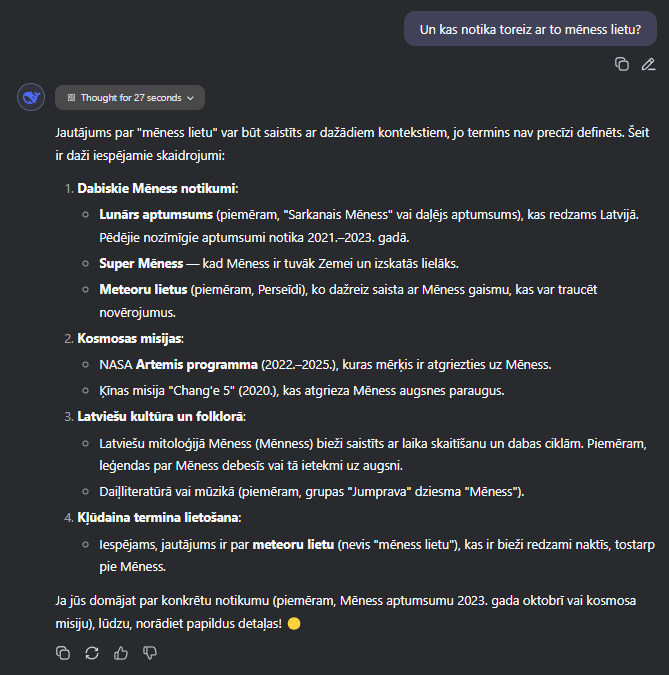 Un kas notika toreiz ar to mēness lietu?
Thought for 27 seconds
Jautājums par "mēness lietu" var būt saistīts ar dažādiem kontekstiem, jo termins nav precīzi definēts. Šeit
ir daži iespējamie skaidrojumi:
1. Dabiskie Mēness notikumi:
Lunārs aptumsums (piemēram, "Sarkanais Mēness" vai daļējs aptumsums), kas redzams Latvijā.
Pēdējie nozīmīgie aptumsumi notika 2021.–2023. gadā.
Super Mēness — kad Mēness ir tuvāk Zemei un izskatās lielāks.
Meteoru lietus (piemēram, Perseīdi), ko dažreiz saista ar Mēness gaismu, kas var traucēt
novērojumus.
2. Kosmosas misijas:
NASA Artemis programma (2022.–2025.), kuras mērķis ir atgriezties uz Mēness.
Ķīnas misija "Chang'e 5" (2020.), kas atgrieza Mēness augsnes paraugus.
3. Latviešu kultūra un folklorā:
Latviešu mitoloģijā Mēness (Mēnness) bieži saistīts ar laika skaitīšanu un dabas ciklām. Piemēram,
leģendas par Mēness debesīs vai tā ietekmi uz augsni.
Daiļliteratūrā vai mūzikā (piemēram, grupas "Jumprava" dziesma "Mēness").
4. Kļūdaina termina lietošana:
Iespējams, jautājums ir par meteoru lietu (nevis "mēness lietu"), kas ir bieži redzami naktīs, tostarp
pie Mēness.
Ja jūs domājat par konkrētu notikumu (piemēram, Mēness aptumsumu 2023. gada oktobrī vai kosmosa
misiju), lūdzu, norādiet papildus detaļas! 🌕